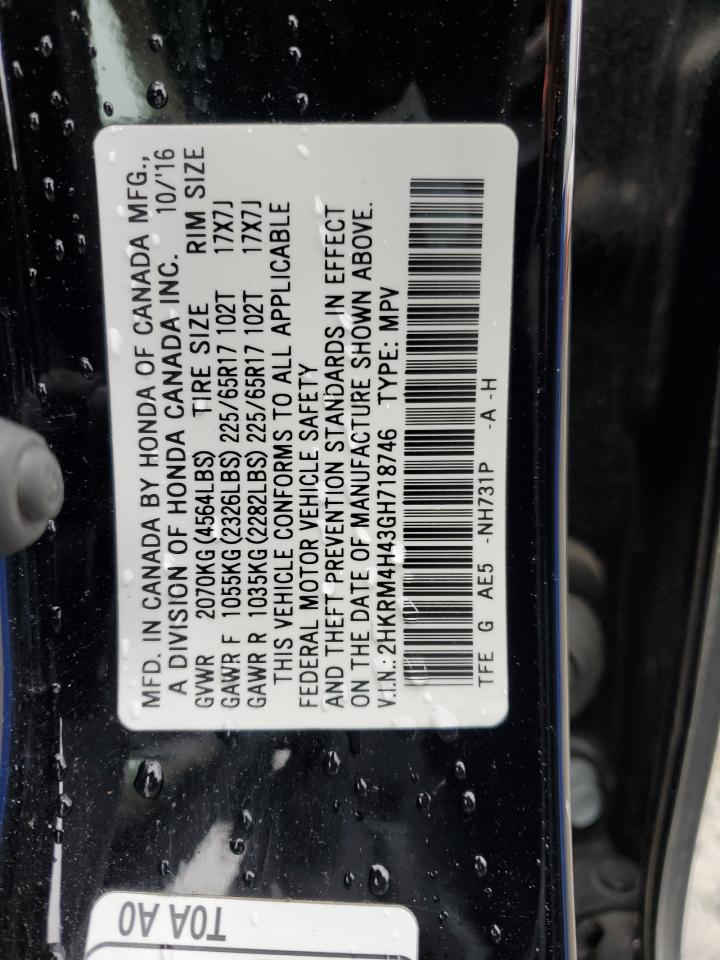 MFD. IN CANADA BY HONDA OF CANADA MFG.,
A DIVISION OF HONDA CANADA INC. 10/'16
GVWR 2070KG (4564LBS) TIRE SIZE RIM SIZE
GAWR F 1055KG (2326LBS) 225/65R17 102T 17X7J
GAWR R 1035KG (2282LBS) 225/65R17 102T 17X7J
THIS VEHICLE CONFORMS TO ALL APPLICABLE
FEDERAL MOTOR VEHICLE SAFETY
AND THEFT PREVENTION STANDARDS IN EFFECT
ON THE DATE OF MANUFACTURE SHOWN ABOVE.
V.I.N.: 2HKRM4H43GH718746 TYPE: MPV
TFE G AE5 -NH731P -A -H
T0A A0